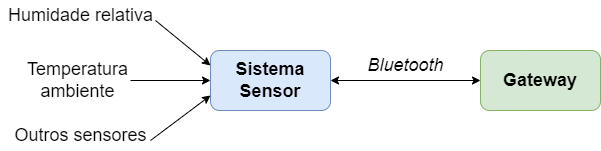 Humidade relativa
Temperatura
ambiente
Outros sensores
Sistema
Sensor
Bluetooth
Gateway